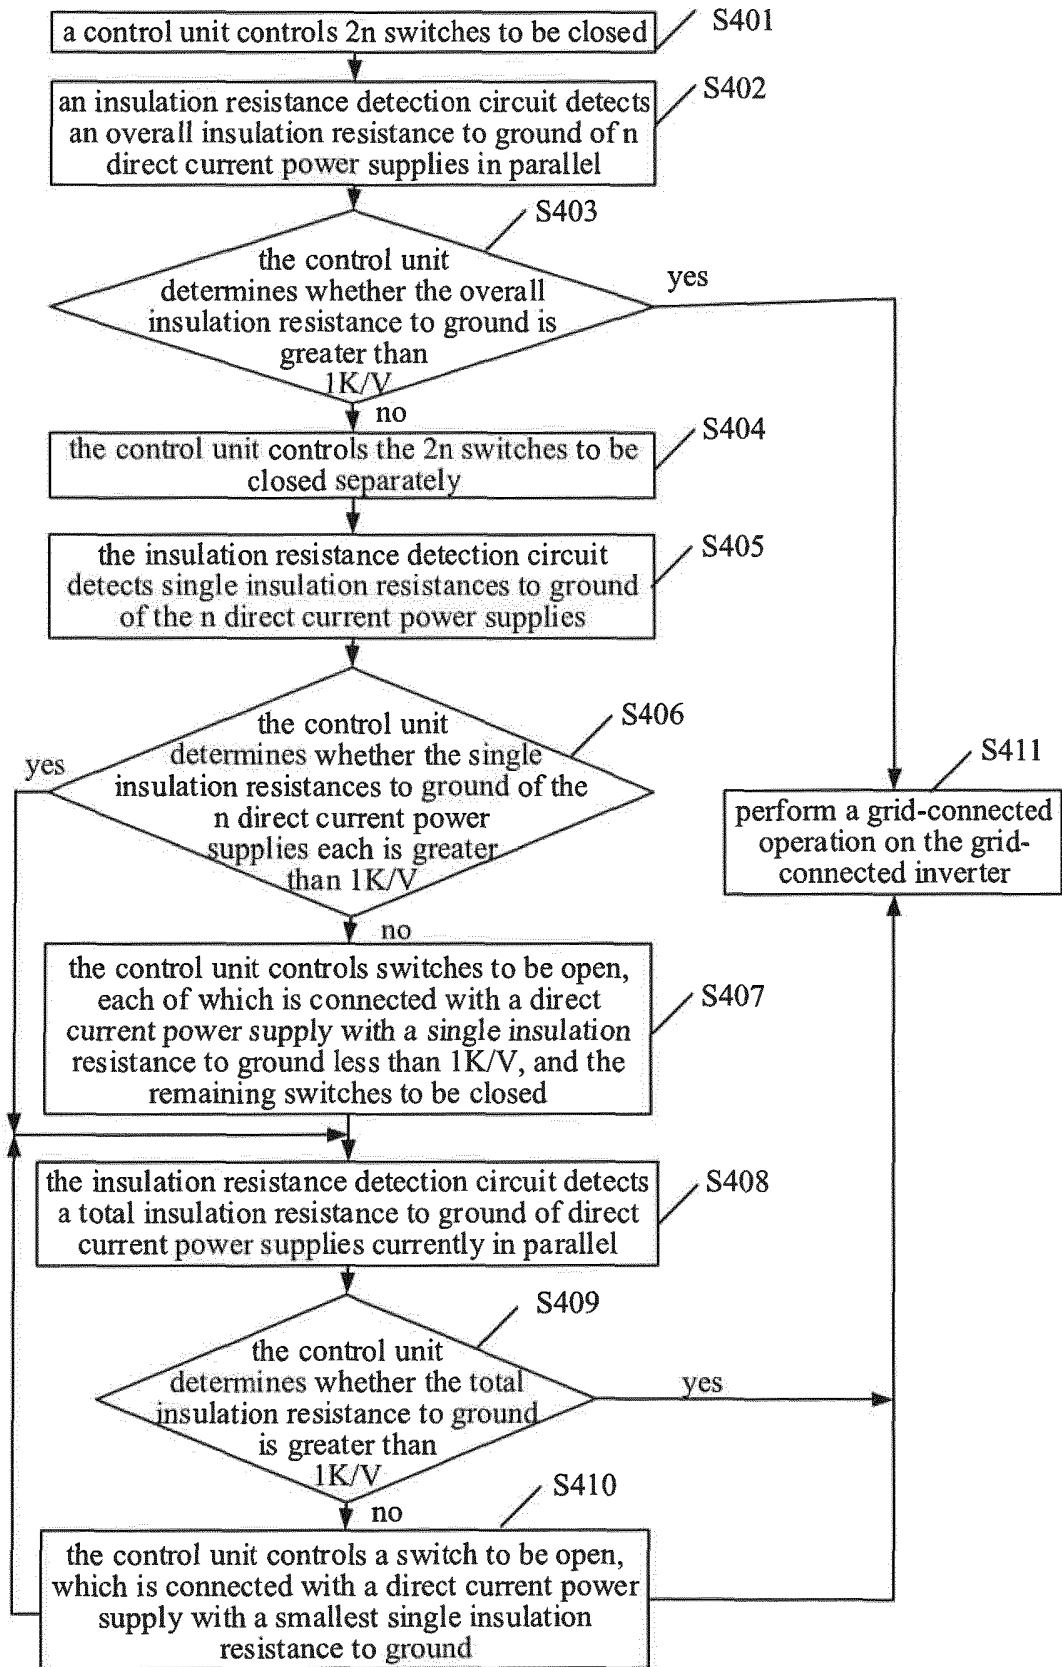 a control unit controls 2n switches to be closed
S401
an insulation resistance detection circuit detects
an overall insulation resistance to ground of n
direct current power supplies in parallel
S402
S403
the control unit
determines whether the overall
insulation resistance to ground is
greater than
1K/V
yes
no
the control unit controls the 2n switches to be
closed separately
S404
the insulation resistance detection circuit
detects single insulation resistances to ground
of the n direct current power supplies
S405
the control unit
determines whether the single
insulation resistances to ground of the
n direct current power
supplies each is greater
than 1K/V
S406
yes
no
S411
perform a grid-connected
operation on the grid-
connected inverter
the control unit controls switches to be open,
each of which is connected with a direct
current power supply with a single insulation
resistance to ground less than 1K/V, and the
remaining switches to be closed
S407
the insulation resistance detection circuit detects
a total insulation resistance to ground of direct
current power supplies currently in parallel
S408
S409
the control unit
determines whether the total
insulation resistance to ground
is greater than
1K/V
yes
no
S410
the control unit controls a switch to be open,
which is connected with a direct current power
supply with a smallest single insulation
resistance to ground